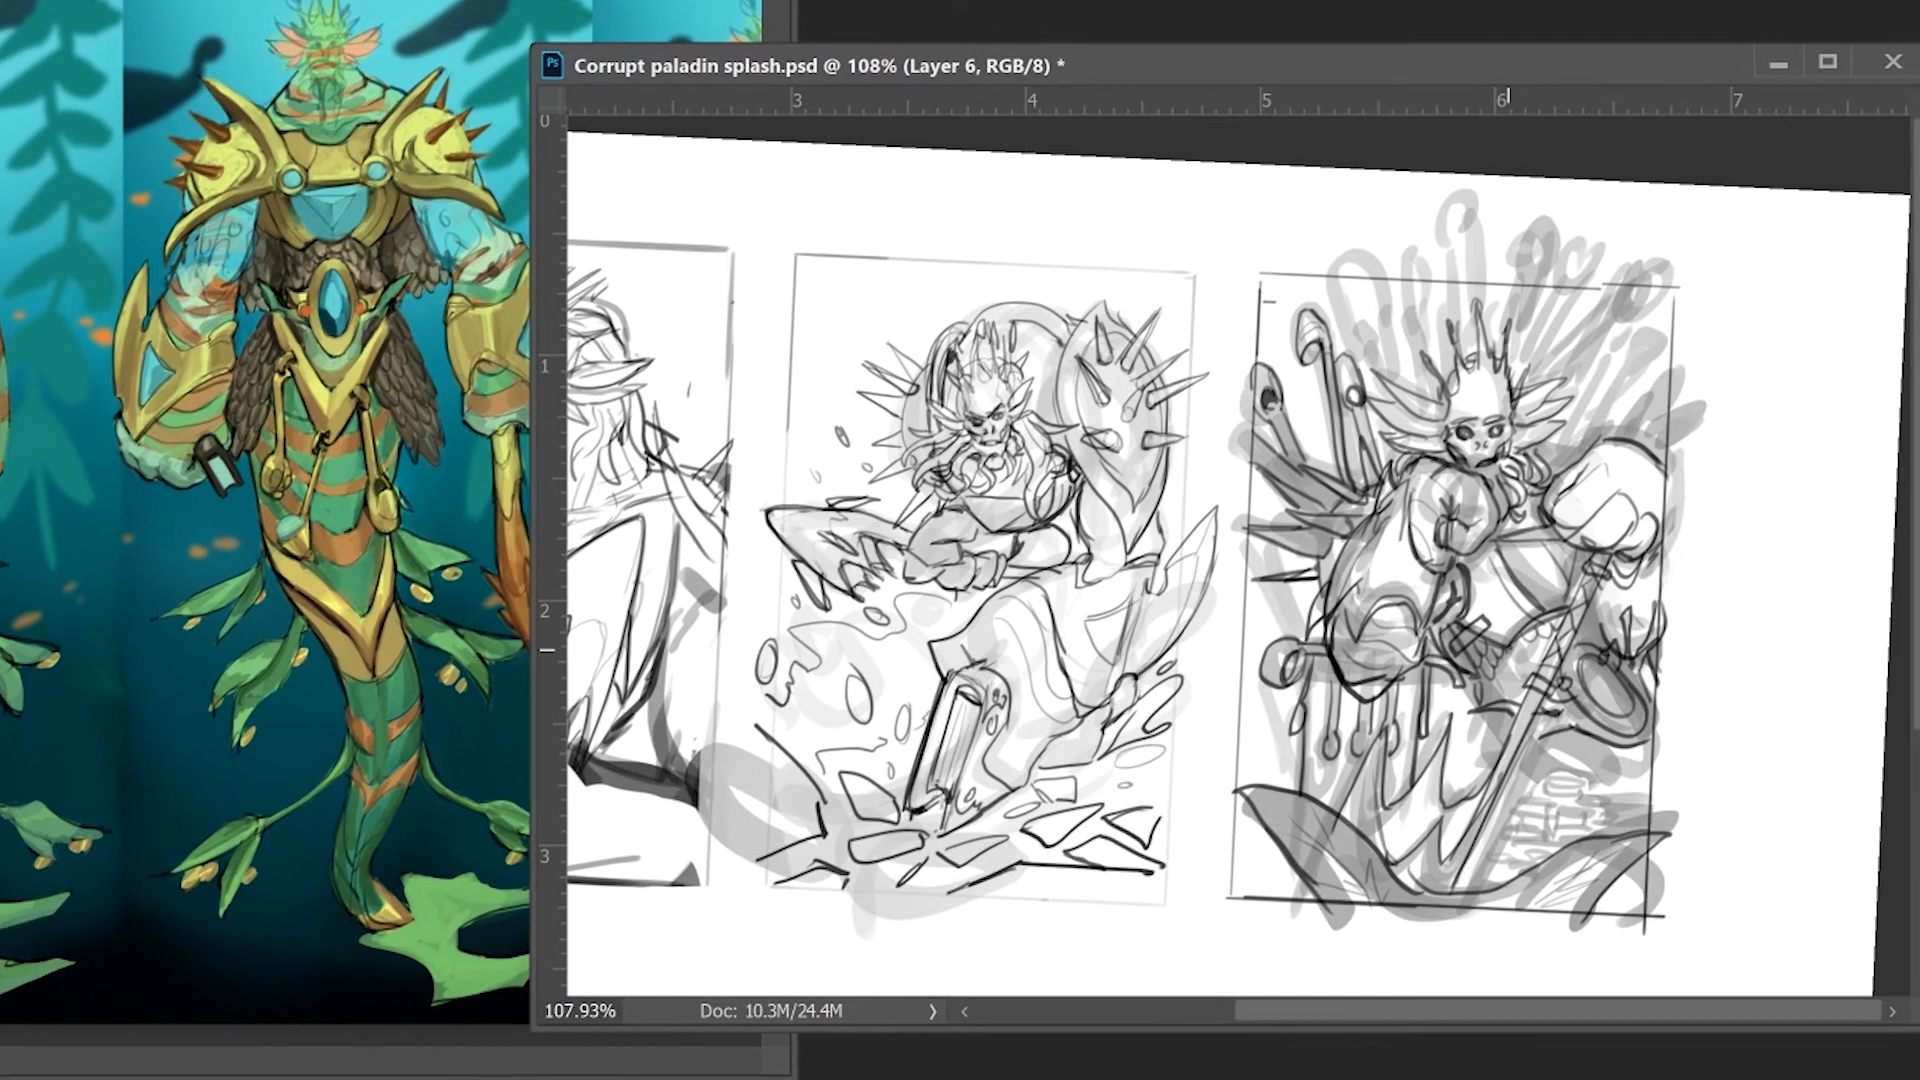 Ps Corrupt paladin splash.psd @ 108% (Layer 6, RGB/8) *
3 4 5 6 7
0
1
2
3
107.93% Doc: 10.3M/24.4M